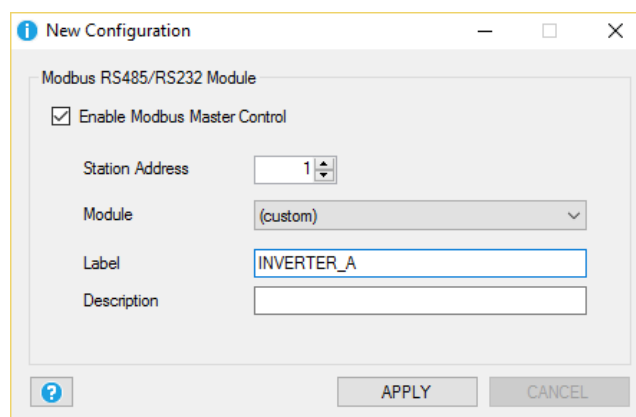 New Configuration
Modbus RS485/RS232 Module
Enable Modbus Master Control
Station Address 1
Module (custom)
Label INVERTER_A
Description
APPLY CANCEL